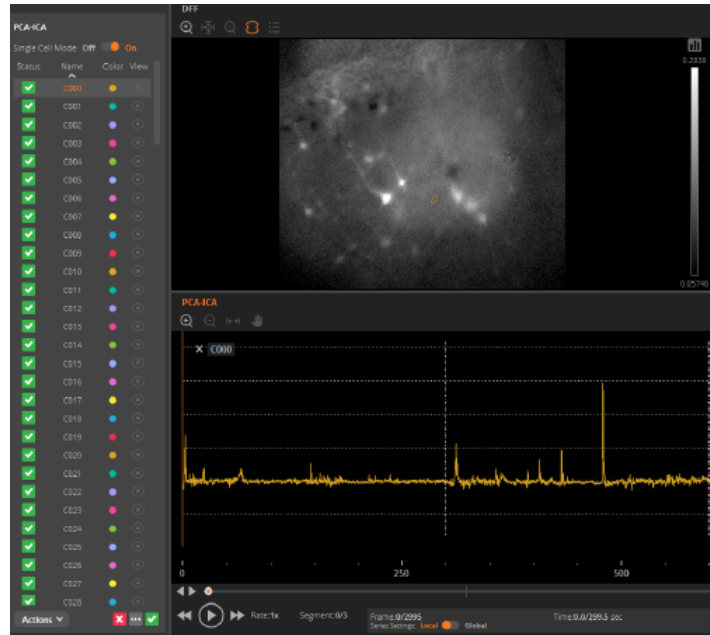 DFF
PCA-ICA
Single Cell Mode Off On
Status Name Color View
C000
C001
C002
C003
C004
C005
C006
C007
C008
C009
C010
C011
C012
C013
C014
C015
C016
C017
C018
C019
C020
C021
C022
C023
C024
C025
C026
C027
C028
Actions
0.2838
0.05746
PCA-ICA
X C000
0 250 500
Rate:1x Segment:0/3 Frame:0/2995 Time:0.0/299.5 sec
Series Settings: Local Global